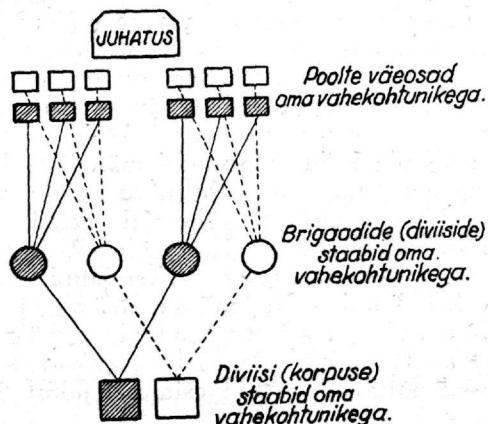 JUHATUS
Poolte väeosad
oma vahekohtunikega.
Brigaadide (diviiside)
staabid oma.
vahekohtunikega.
Diviisi (korpuse)
staabid oma
vahekohtunikega.